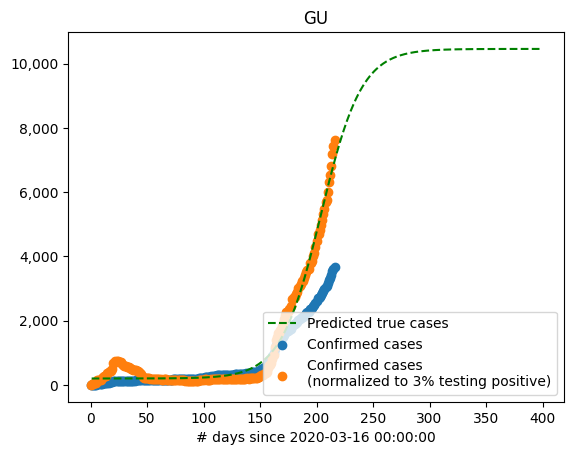 GU
10,000
8,000
6,000
4,000
2,000
0
Predicted true cases
Confirmed cases
Confirmed cases
(normalized to 3% testing positive)
0 50 100 150 200 250 300 350 400
# days since 2020-03-16 00:00:00